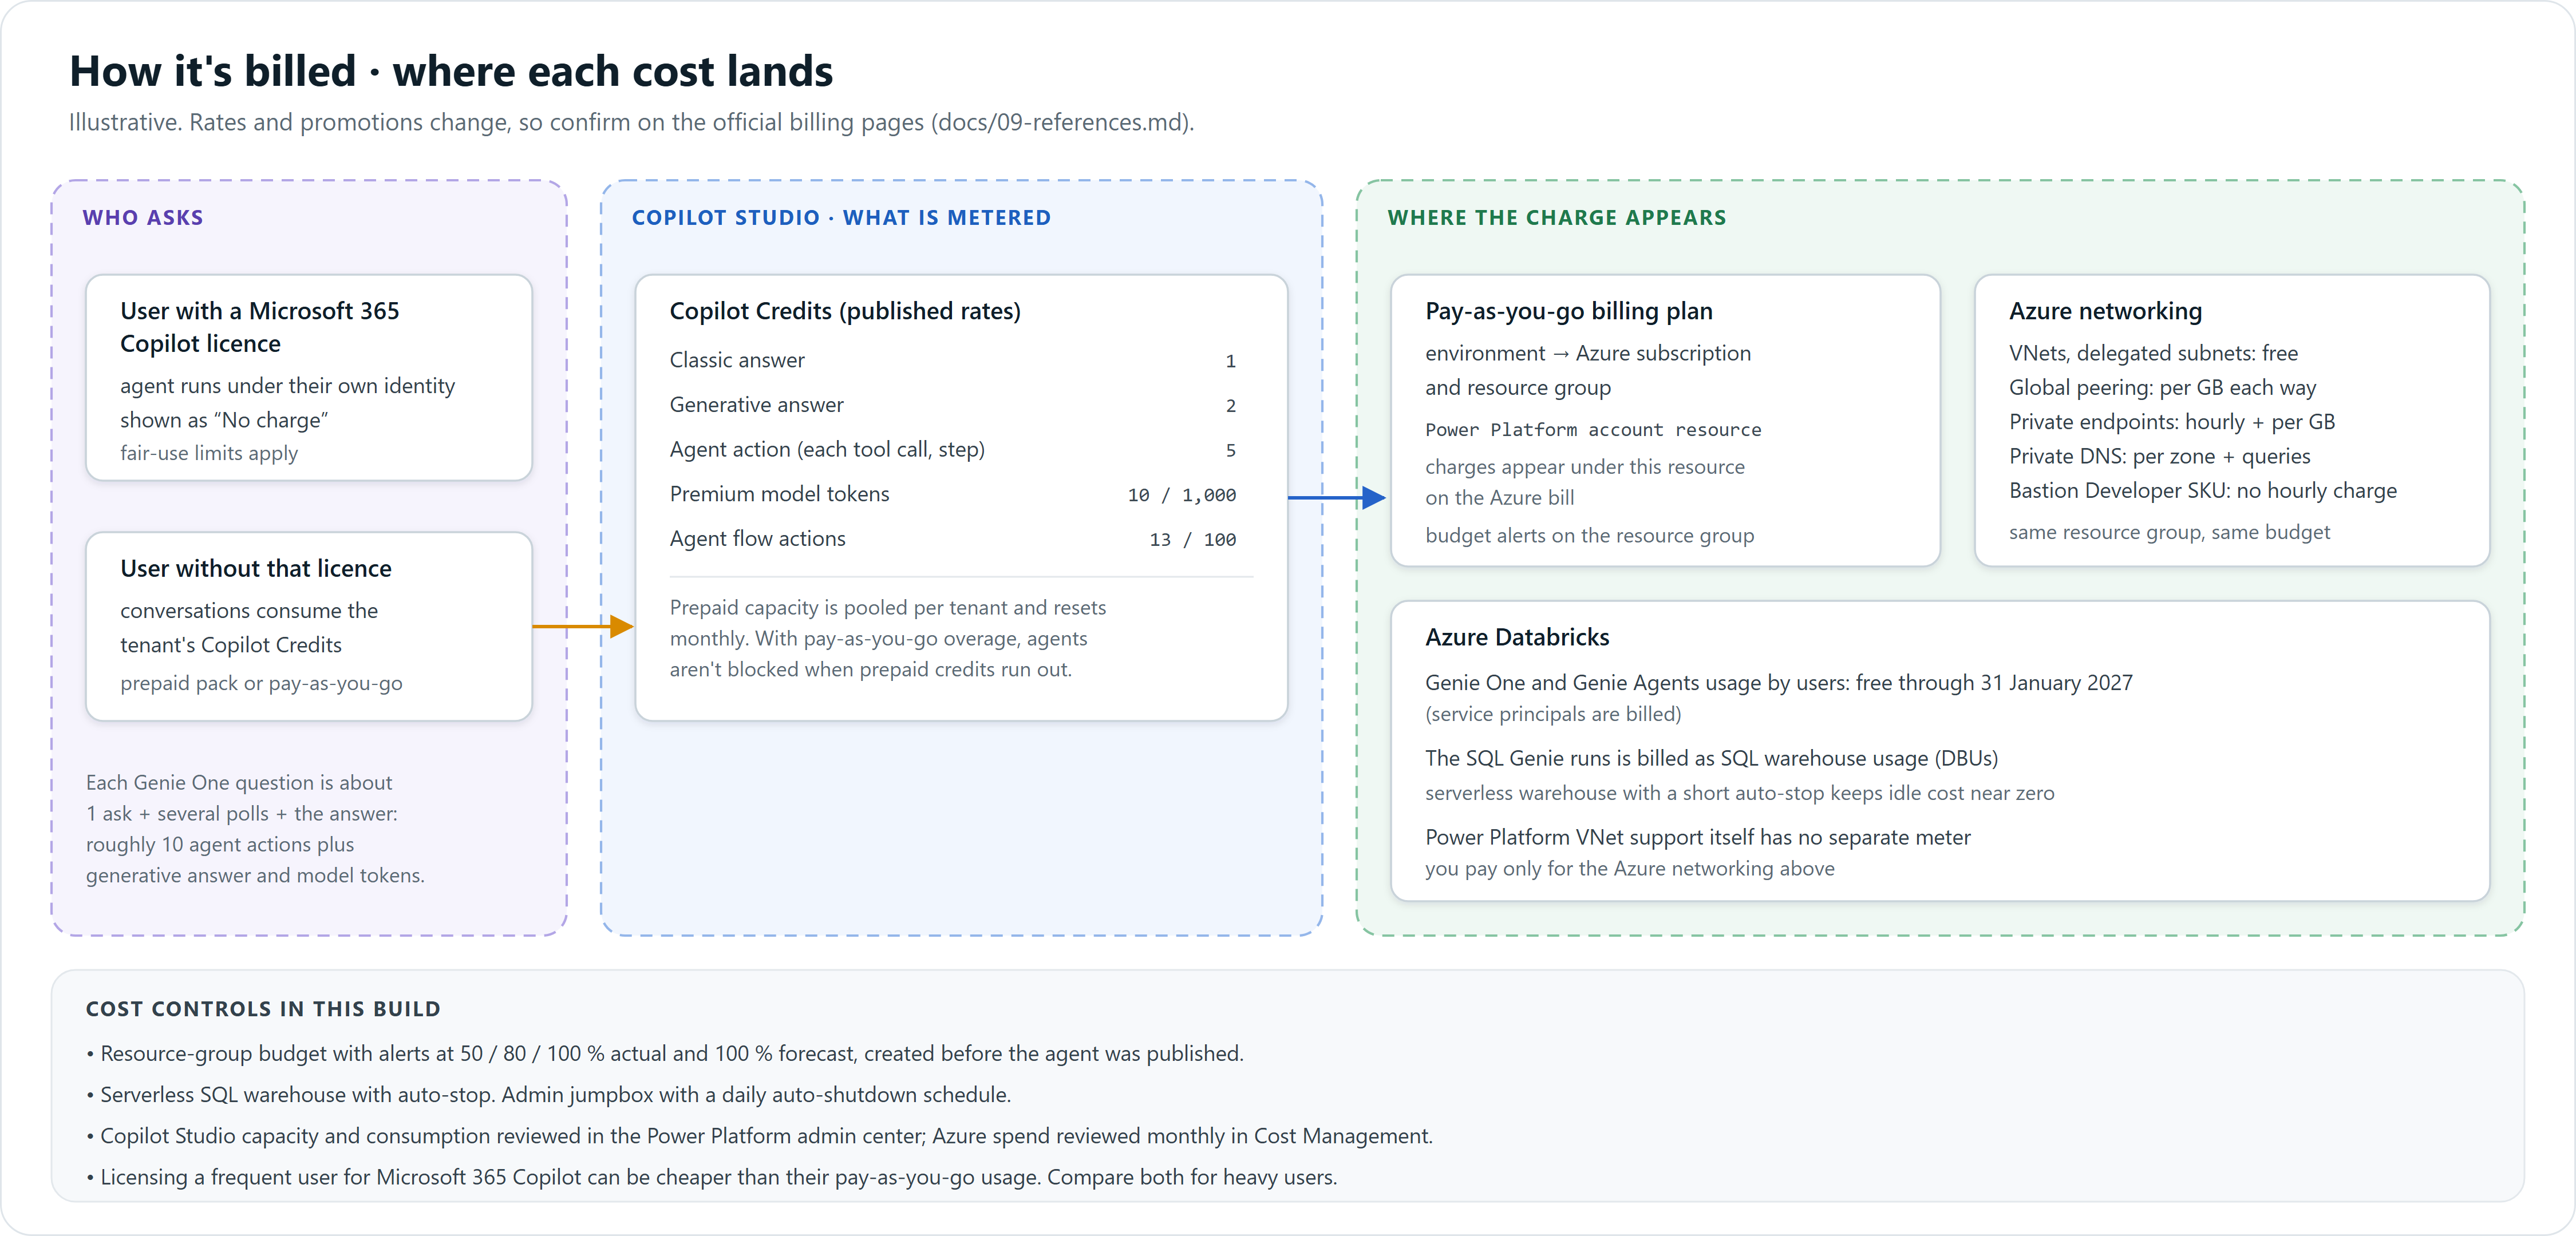 How it's billed · where each cost lands
Illustrative. Rates and promotions change, so confirm on the official billing pages (docs/09-references.md).
WHO ASKS
User with a Microsoft 365
Copilot licence
agent runs under their own identity
shown as “No charge”
fair-use limits apply
User without that licence
conversations consume the
tenant's Copilot Credits
prepaid pack or pay-as-you-go
Each Genie One question is about
1 ask + several polls + the answer:
roughly 10 agent actions plus
generative answer and model tokens.
COPILOT STUDIO · WHAT IS METERED
Copilot Credits (published rates)
Classic answer 1
Generative answer 2
Agent action (each tool call, step) 5
Premium model tokens 10 / 1,000
Agent flow actions 13 / 100
Prepaid capacity is pooled per tenant and resets
monthly. With pay-as-you-go overage, agents
aren't blocked when prepaid credits run out.
WHERE THE CHARGE APPEARS
Pay-as-you-go billing plan
environment → Azure subscription
and resource group
Power Platform account resource
charges appear under this resource
on the Azure bill
budget alerts on the resource group
Azure networking
VNets, delegated subnets: free
Global peering: per GB each way
Private endpoints: hourly + per GB
Private DNS: per zone + queries
Bastion Developer SKU: no hourly charge
same resource group, same budget
Azure Databricks
Genie One and Genie Agents usage by users: free through 31 January 2027
(service principals are billed)
The SQL Genie runs is billed as SQL warehouse usage (DBUs)
serverless warehouse with a short auto-stop keeps idle cost near zero
Power Platform VNet support itself has no separate meter
you pay only for the Azure networking above
COST CONTROLS IN THIS BUILD
• Resource-group budget with alerts at 50 / 80 / 100 % actual and 100 % forecast, created before the agent was published.
• Serverless SQL warehouse with auto-stop. Admin jumpbox with a daily auto-shutdown schedule.
• Copilot Studio capacity and consumption reviewed in the Power Platform admin center; Azure spend reviewed monthly in Cost Management.
• Licensing a frequent user for Microsoft 365 Copilot can be cheaper than their pay-as-you-go usage. Compare both for heavy users.